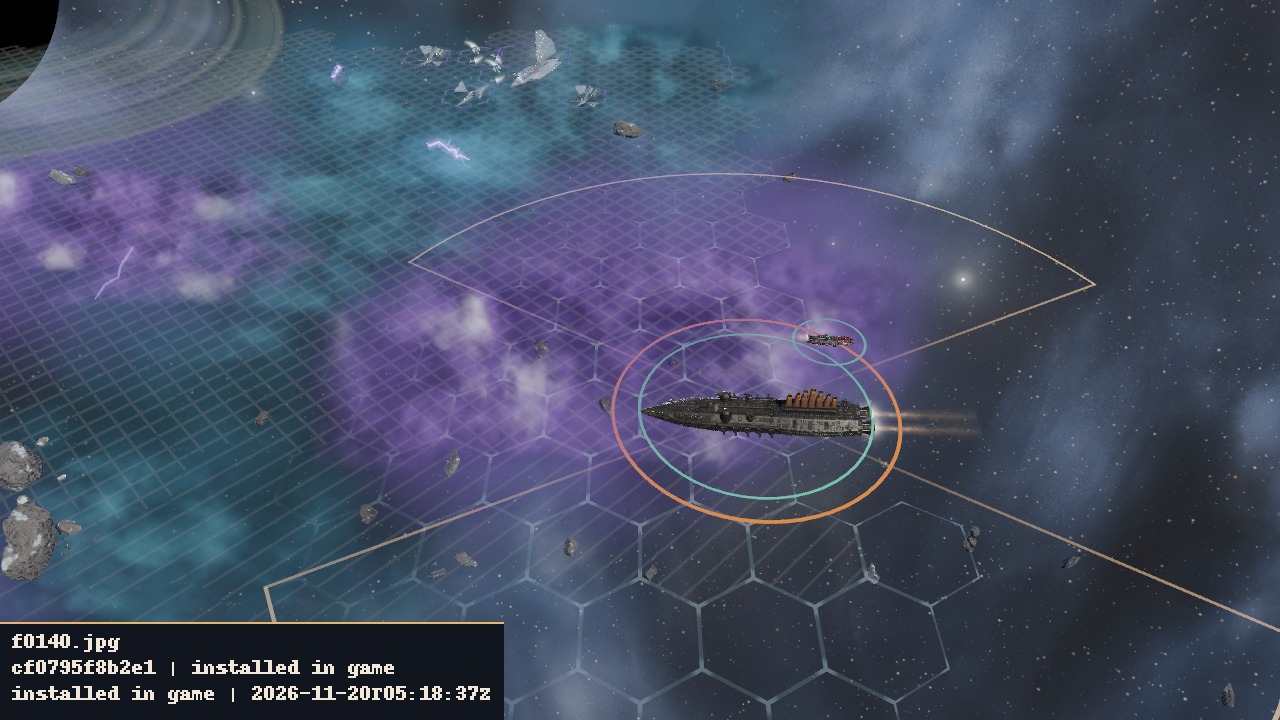 f0140.jpg
cf0795f8b2e1 | installed in game
installed in game | 2026-11-20T05:18:37Z